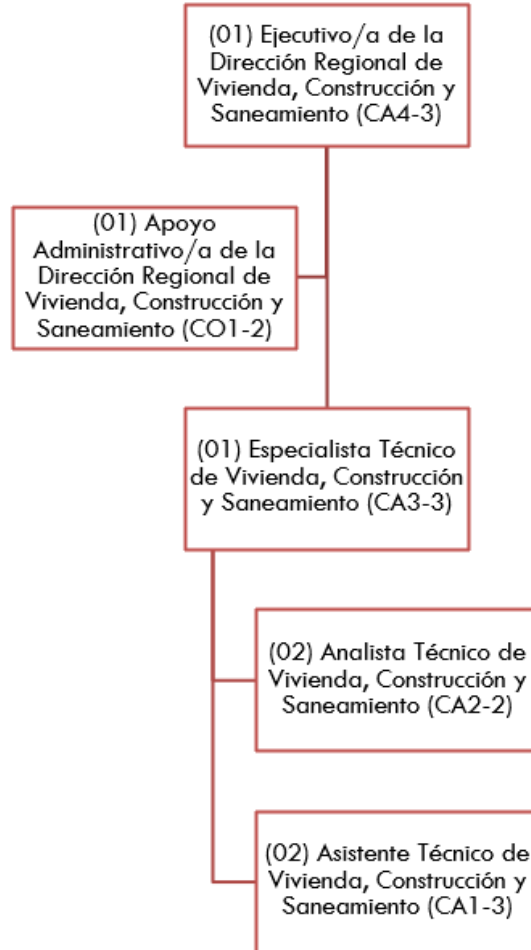 (01) Ejecutivo/a de la
Dirección Regional de
Vivienda, Construcción y
Saneamiento (CA4-3)
(01) Apoyo
Administrativo/a de la
Dirección Regional de
Vivienda, Construcción y
Saneamiento (CO1-2)
(01) Especialista Técnico
de Vivienda, Construcción
y Saneamiento (CA3-3)
(02) Analista Técnico de
Vivienda, Construcción y
Saneamiento (CA2-2)
(02) Asistente Técnico de
Vivienda, Construcción y
Saneamiento (CA1-3)